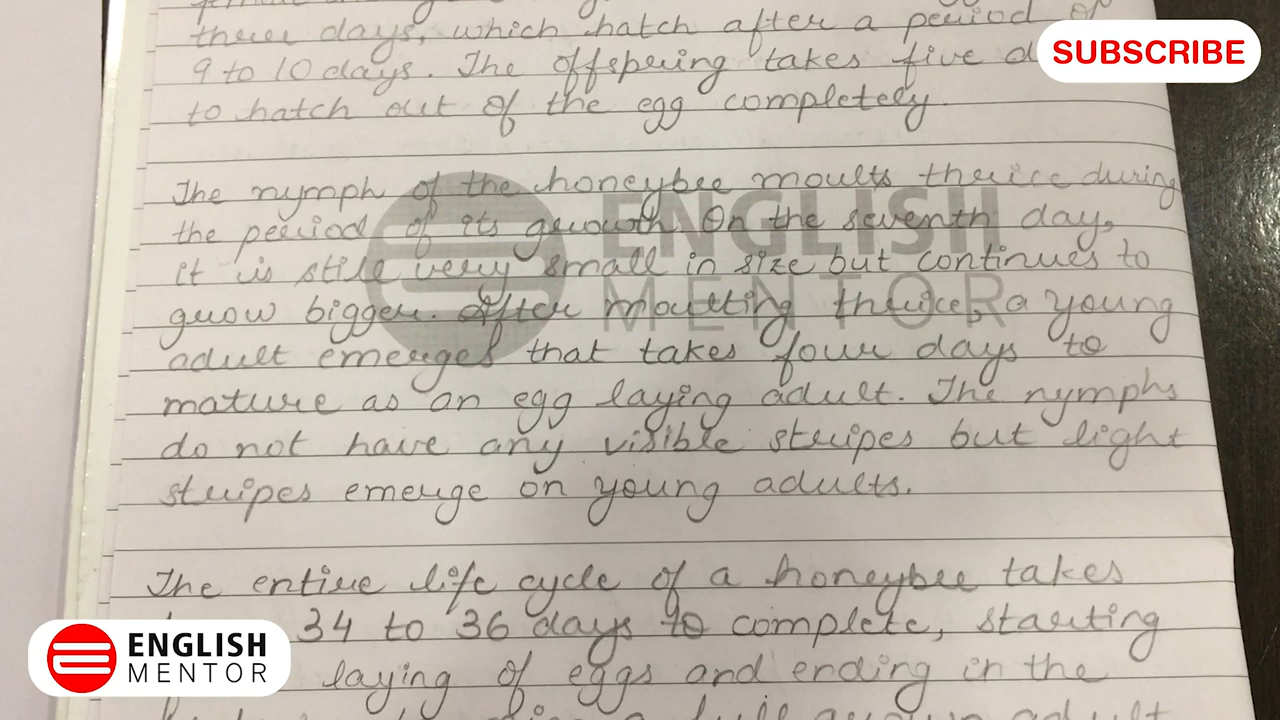 three days, which hatch after a period of
9 to 10 days. The offspring takes five d
to hatch out of the egg completely.
The nymph of the honeybee moults thrice during
the period of its growth. On the seventh day,
it is still very small in size but continues to
grow bigger. After moulting thrice, a young
adult emerges that takes four days to
mature as an egg laying adult. The nymphs
do not have any visible stripes but light
stripes emerge on young adults.
The entire life cycle of a honeybee takes
34 to 36 days to complete, starting
laying of eggs and ending in the
SUBSCRIBE
ENGLISH
MENTOR
ENGLISH
MENTOR